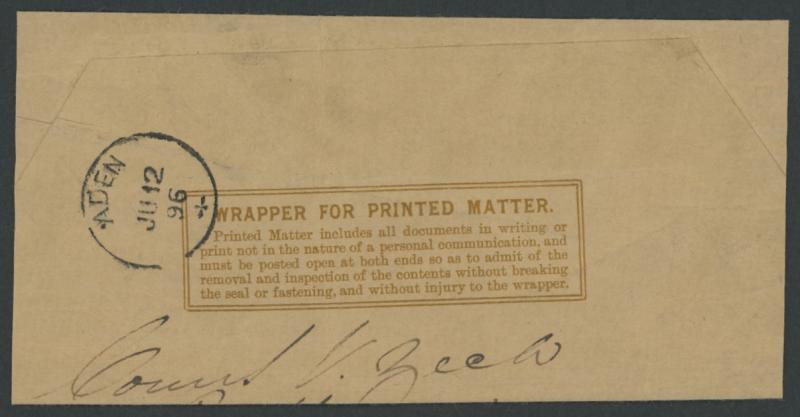 ADEN
JU 12
96
WRAPPER FOR PRINTED MATTER.
Printed Matter includes all documents in writing or
print not in the nature of a personal communication, and
must be posted open at both ends so as to admit of the
removal and inspection of the contents without breaking
the seal or fastening, and without injury to the wrapper.
Count V. Zech